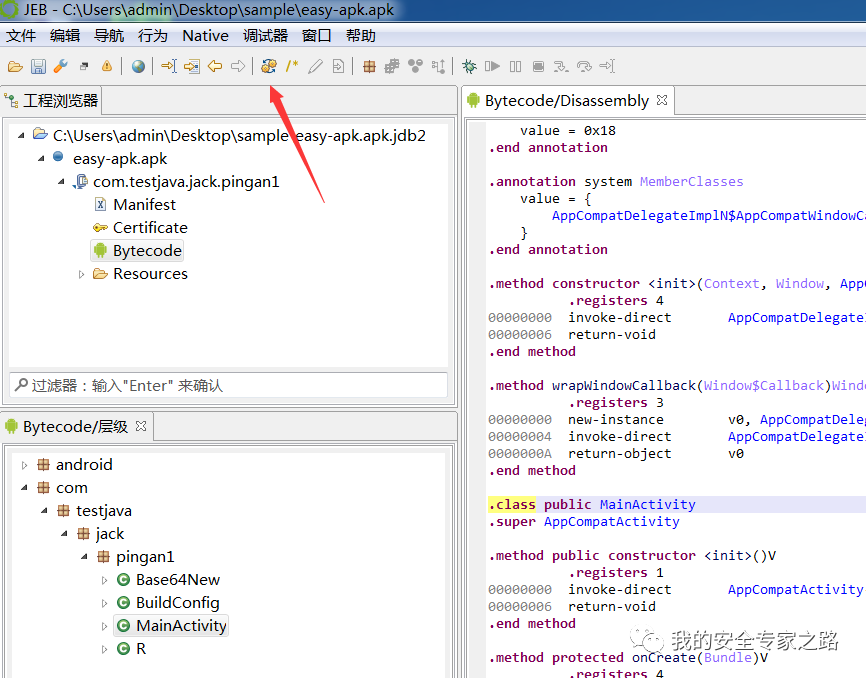 JEB - C:\Users\admin\Desktop\sample\easy-apk.apk
文件 编辑 导航 行为 Native 调试器 窗口 帮助
工程浏览器
C:\Users\admin\Desktop\sample easy-apk.apk.jdb2
easy-apk.apk
com.testjava.jack.pingan1
Manifest
Certificate
Bytecode
Resources
过滤器：输入"Enter" 来确认
Bytecode/层级
android
com
testjava
jack
pingan1
Base64New
BuildConfig
MainActivity
R
Bytecode/Disassembly
value = 0x18
.end annotation
.annotation system MemberClasses
value = {
AppCompatDelegateImplN$AppCompatWindowCa
}
.end annotation
.method constructor <init>(Context, Window, AppC
.registers 4
00000000 invoke-direct AppCompatDelegateI
00000006 return-void
.end method
.method wrapWindowCallback(Window$Callback)Windo
.registers 3
00000000 new-instance v0, AppCompatDeleg
00000004 invoke-direct AppCompatDelegateI
0000000A return-object v0
.end method
.class public MainActivity
.super AppCompatActivity
.method public constructor <init>()V
.registers 1
00000000 invoke-direct AppCompatActivity
00000006 return-void
.end method
.method protected onCreate(Bundle)V
.registers 4
我的安全专家之路